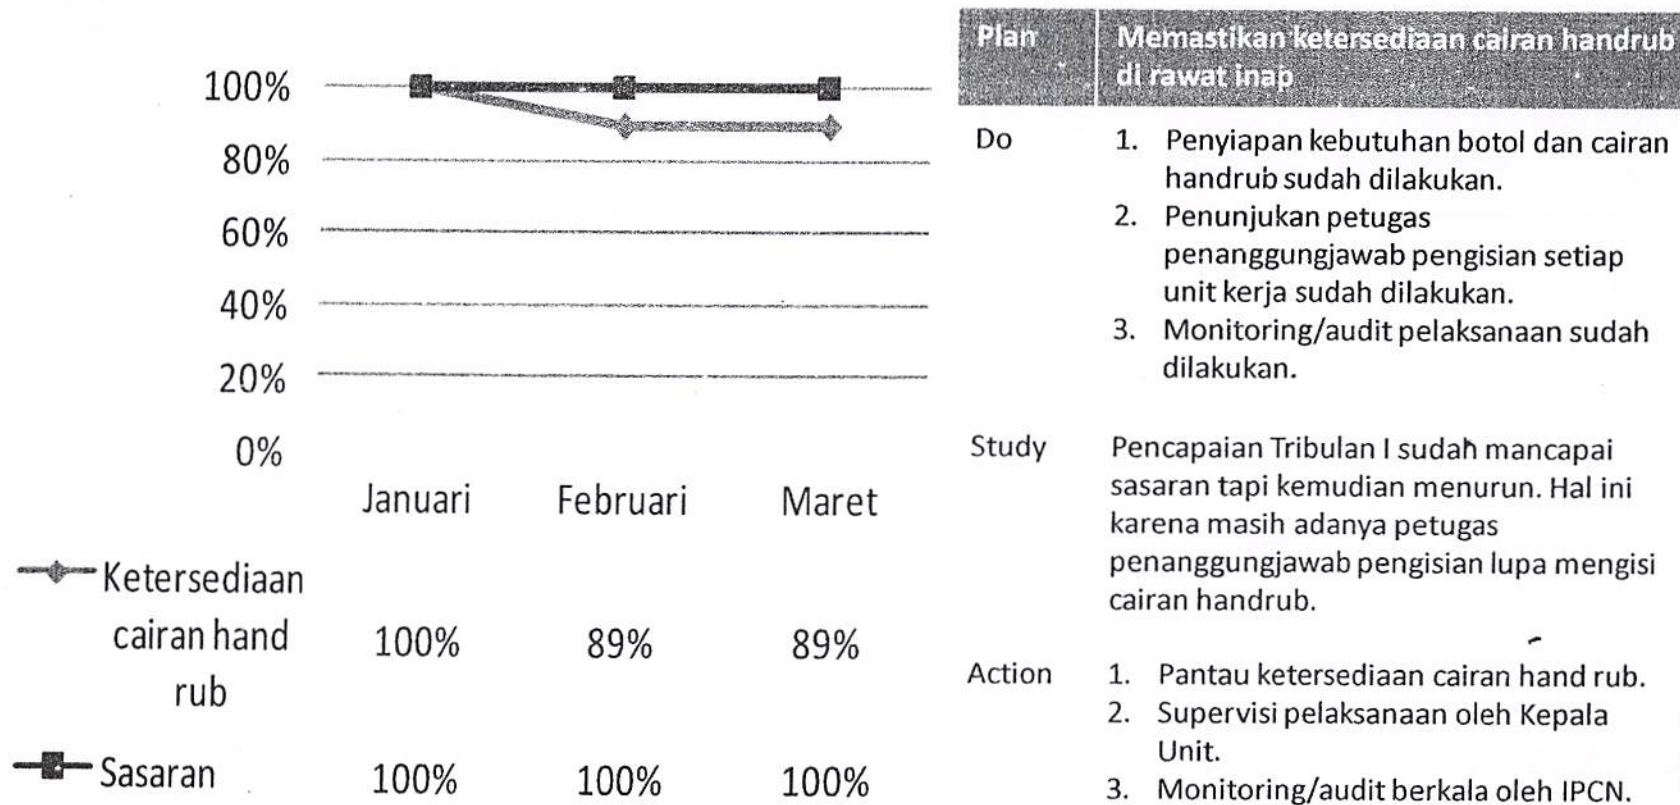 100%
80%
60%
40%
20%
0%
Januari Februari Maret
Ketersediaan
cairan hand
rub
100% 89% 89%
Sasaran 100% 100% 100%
Plan Memastikan ketersediaan cairan handrub
di rawat inap
Do 1. Penyiapan kebutuhan botol dan cairan
handrub sudah dilakukan.
2. Penunjukan petugas
penanggungjawab pengisian setiap
unit kerja sudah dilakukan.
3. Monitoring/audit pelaksanaan sudah
dilakukan.
Study Pencapaian Tribulan I sudah mancapai
sasaran tapi kemudian menurun. Hal ini
karena masih adanya petugas
penanggungjawab pengisian lupa mengisi
cairan handrub.
Action 1. Pantau ketersediaan cairan hand rub.
2. Supervisi pelaksanaan oleh Kepala
Unit.
3. Monitoring/audit berkala oleh IPCN.